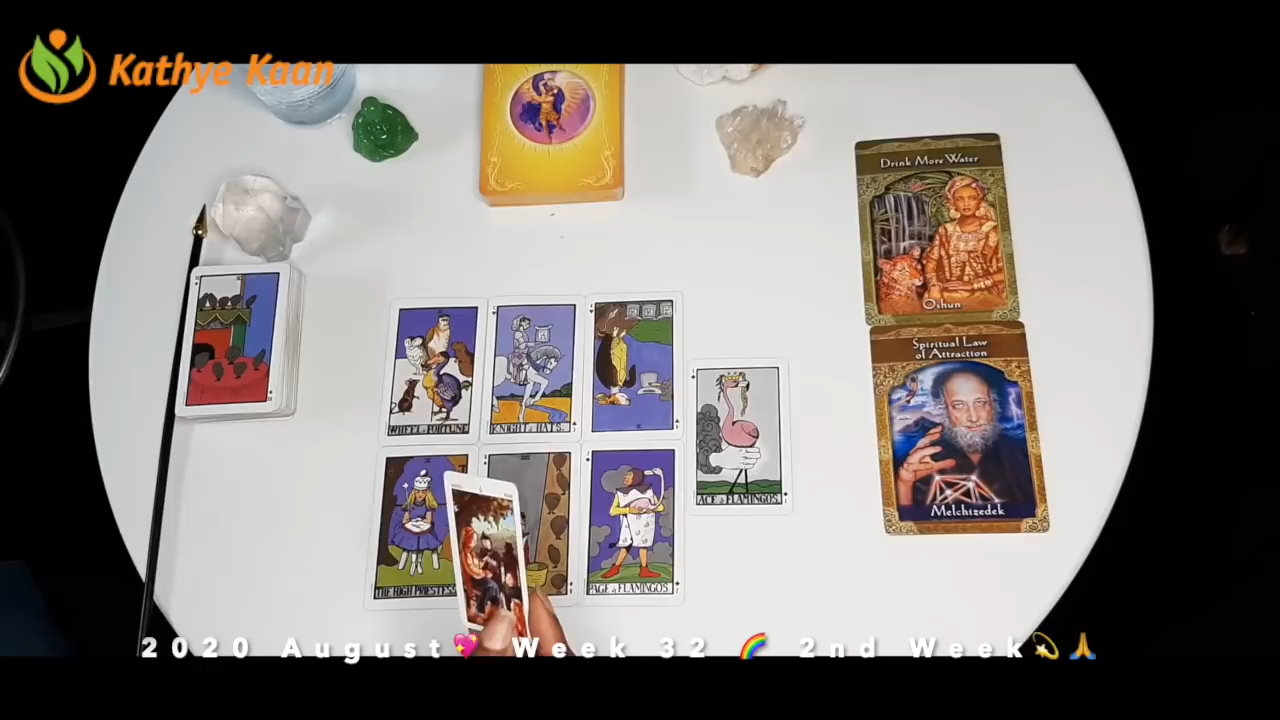 Kathye Kaan
Drink More Water
Oshun
Spiritual Law
of Attraction
Melchizedek
WHEEL of FORTUNE
KNIGHT of HATS
ACE of FLAMINGOS
THE HIGH PRIESTESS
PAGE of FLAMINGOS
2020 August💖 Week 32 🌈 2nd Week💫🙏